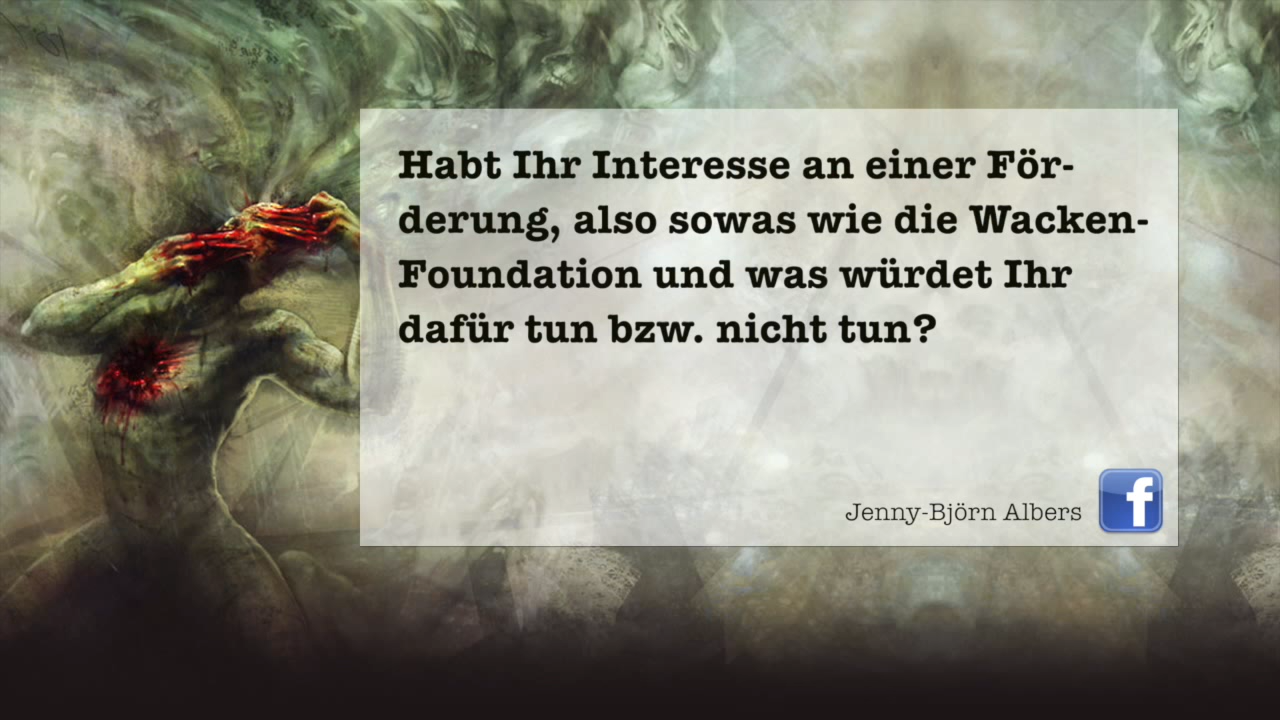 Habt Ihr Interesse an einer För-
derung, also sowas wie die Wacken-
Foundation und was würdet Ihr
dafür tun bzw. nicht tun?
Jenny-Björn Albers
f